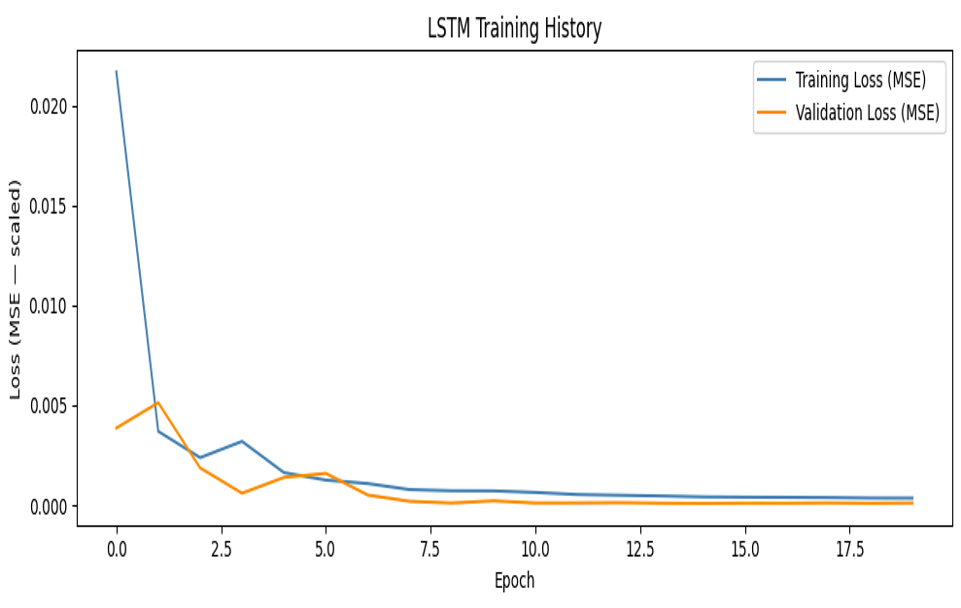 LSTM Training History
Training Loss (MSE)
Validation Loss (MSE)
Loss (MSE — scaled)
0.020
0.015
0.010
0.005
0.000
0.0 2.5 5.0 7.5 10.0 12.5 15.0 17.5
Epoch